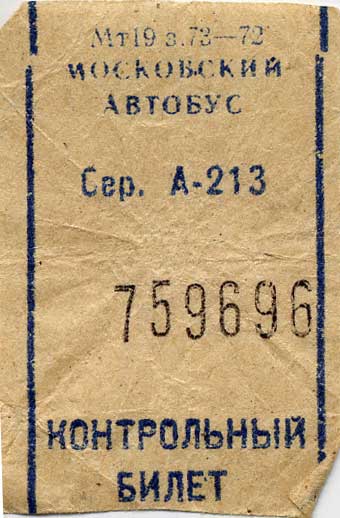 Мт19 з.73—72
МОСКОВСКИЙ
АВТОБУС
Сер. А-213
759696
КОНТРОЛЬНЫЙ
БИЛЕТ